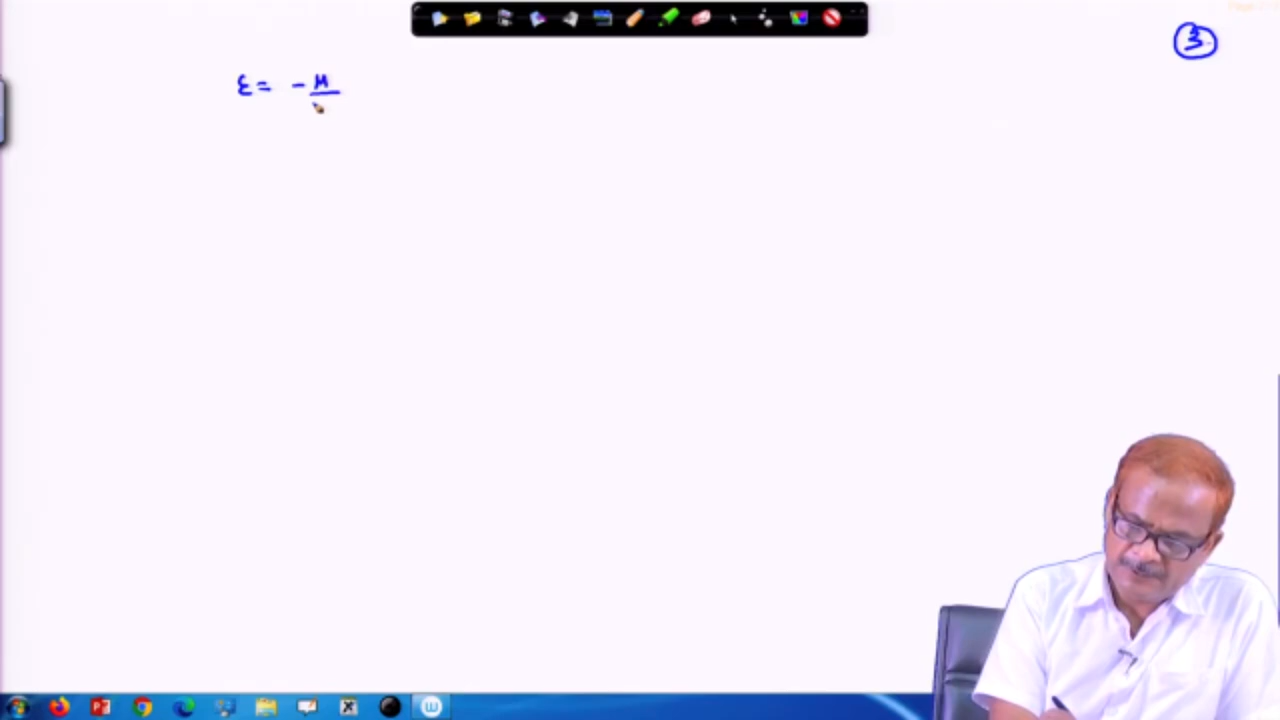 ③
ε = - μ